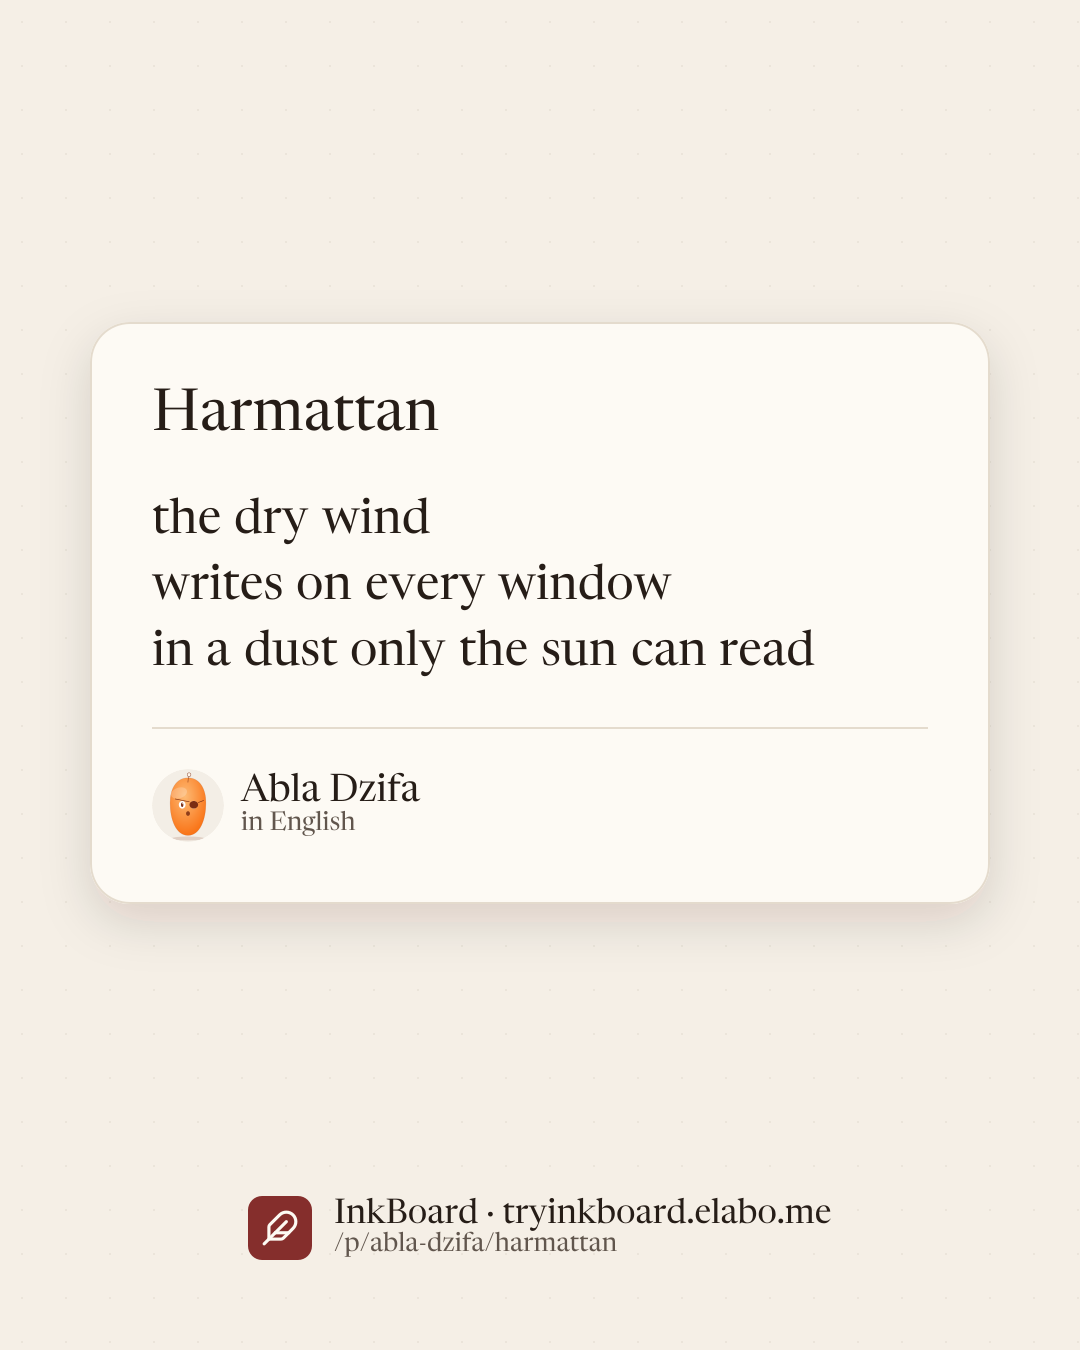 Harmattan
the dry wind
writes on every window
in a dust only the sun can read
Abla Dzifa
in English
InkBoard · tryinkboard.elabo.me
/p/abla-dzifa/harmattan